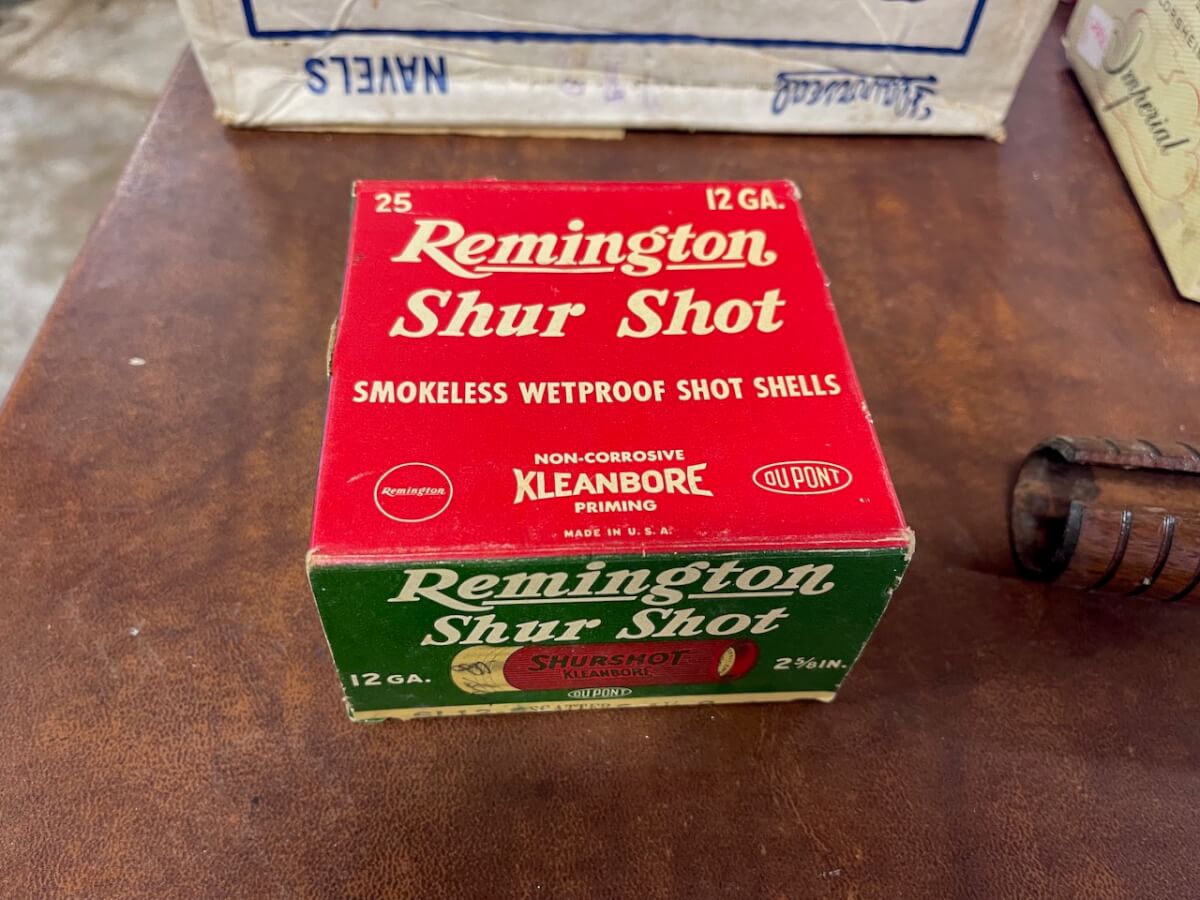 NAVELS
Imperial
25
12 GA.
Remington
Shur Shot
SMOKELESS WETPROOF SHOT SHELLS
NON-CORROSIVE
KLEANBORE
PRIMING
Remington
DU PONT
MADE IN U. S. A.
Remington
Shur Shot
12 GA.
SHURSHOT
KLEANBORE
2 5/8 IN.
DU PONT
SCATTER